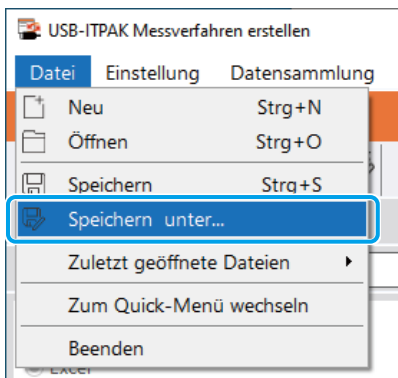 USB-ITPAK Messverfahren erstellen
Datei Einstellung Datensammlung
Neu Strg+N
Öffnen Strg+O
Speichern Strg+S
Speichern unter...
Zuletzt geöffnete Dateien
Zum Quick-Menü wechseln
Beenden
Excel